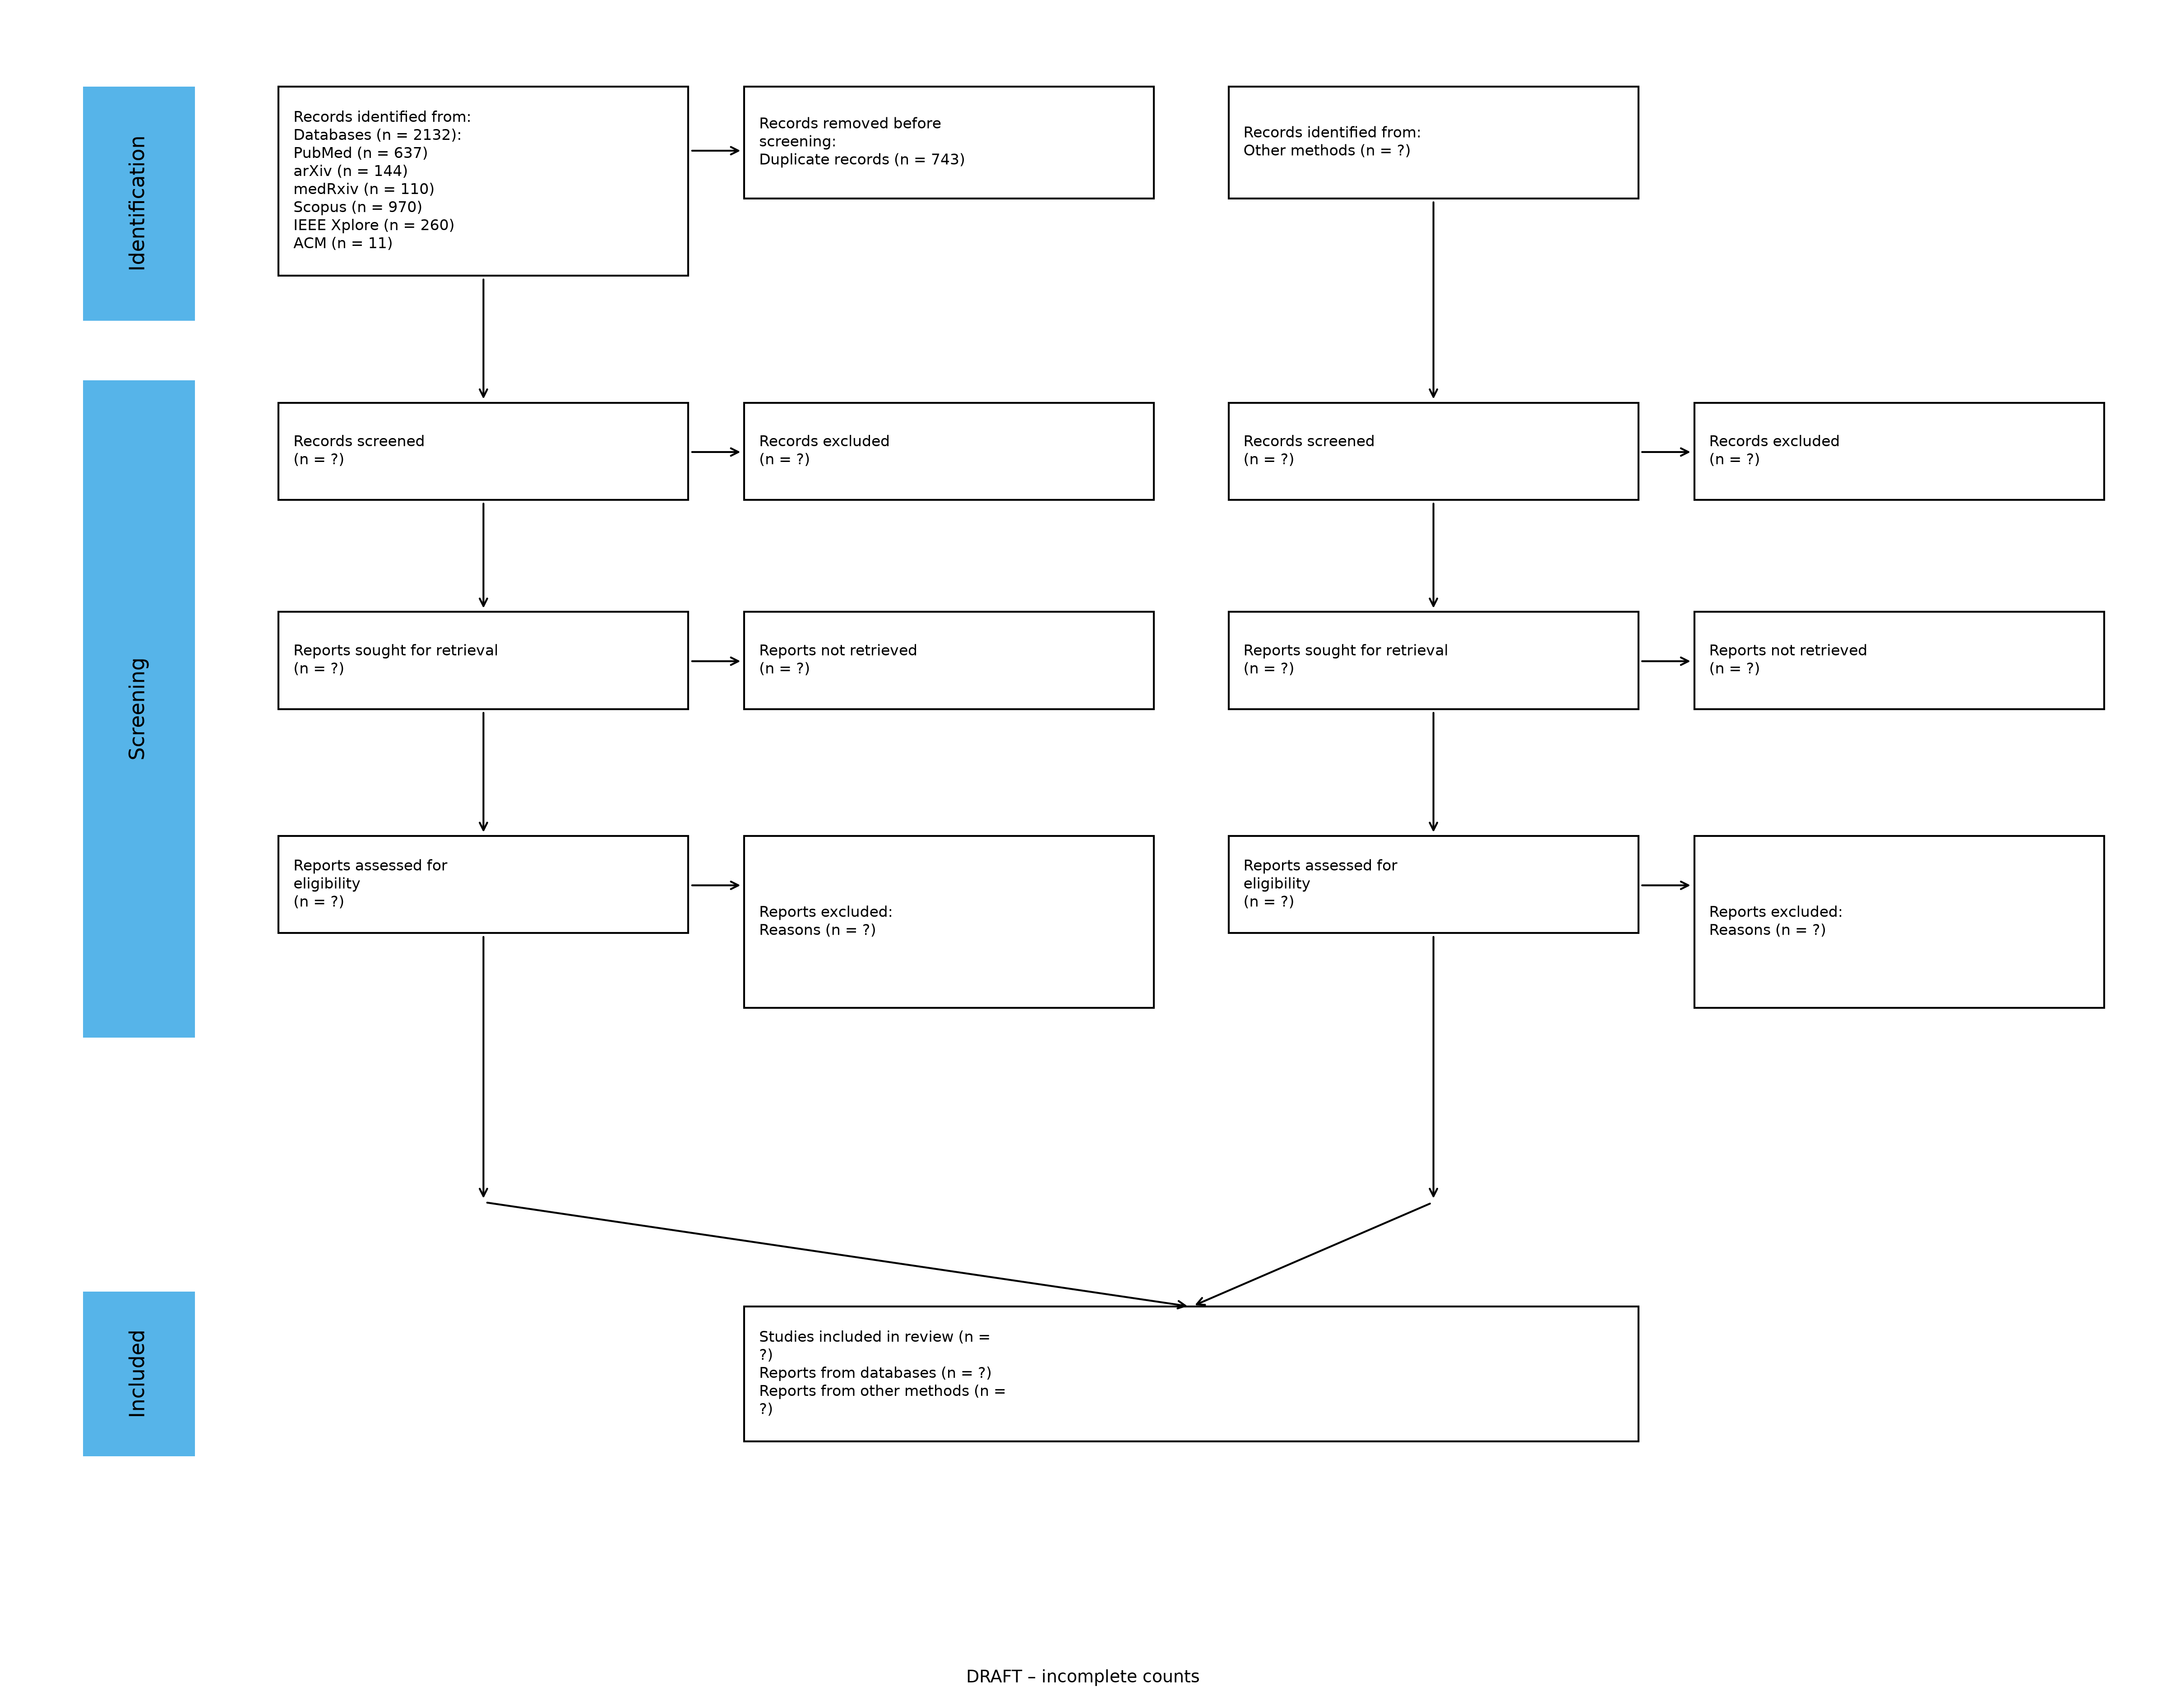 Identification
Records identified from:
Databases (n = 2132):
PubMed (n = 637)
arXiv (n = 144)
medRxiv (n = 110)
Scopus (n = 970)
IEEE Xplore (n = 260)
ACM (n = 11)
Records removed before
screening:
Duplicate records (n = 743)
Records identified from:
Other methods (n = ?)
Screening
Records screened
(n = ?)
Records excluded
(n = ?)
Records screened
(n = ?)
Records excluded
(n = ?)
Reports sought for retrieval
(n = ?)
Reports not retrieved
(n = ?)
Reports sought for retrieval
(n = ?)
Reports not retrieved
(n = ?)
Reports assessed for
eligibility
(n = ?)
Reports excluded:
Reasons (n = ?)
Reports assessed for
eligibility
(n = ?)
Reports excluded:
Reasons (n = ?)
Included
Studies included in review (n =
?)
Reports from databases (n = ?)
Reports from other methods (n =
?)
DRAFT – incomplete counts